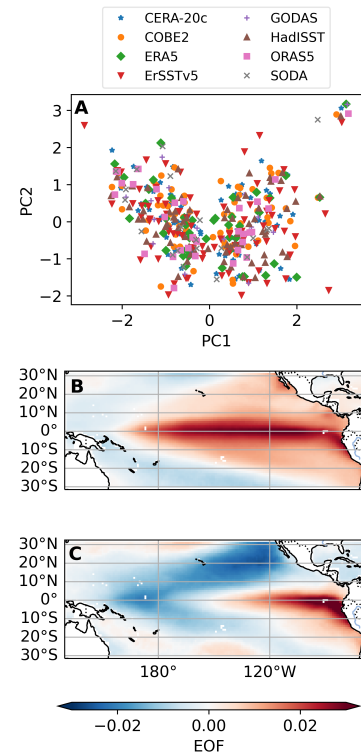 CERA-20c GODAS
COBE2 HadISST
ERA5 ORAS5
ErSSTv5 SODA
A
3
2
1
0
−1
−2
PC2
−2 0 2
PC1
B
30°N
20°N
10°N
0°
10°S
20°S
30°S
C
30°N
20°N
10°N
0°
10°S
20°S
30°S
180° 120°W
−0.02 0.00 0.02
EOF